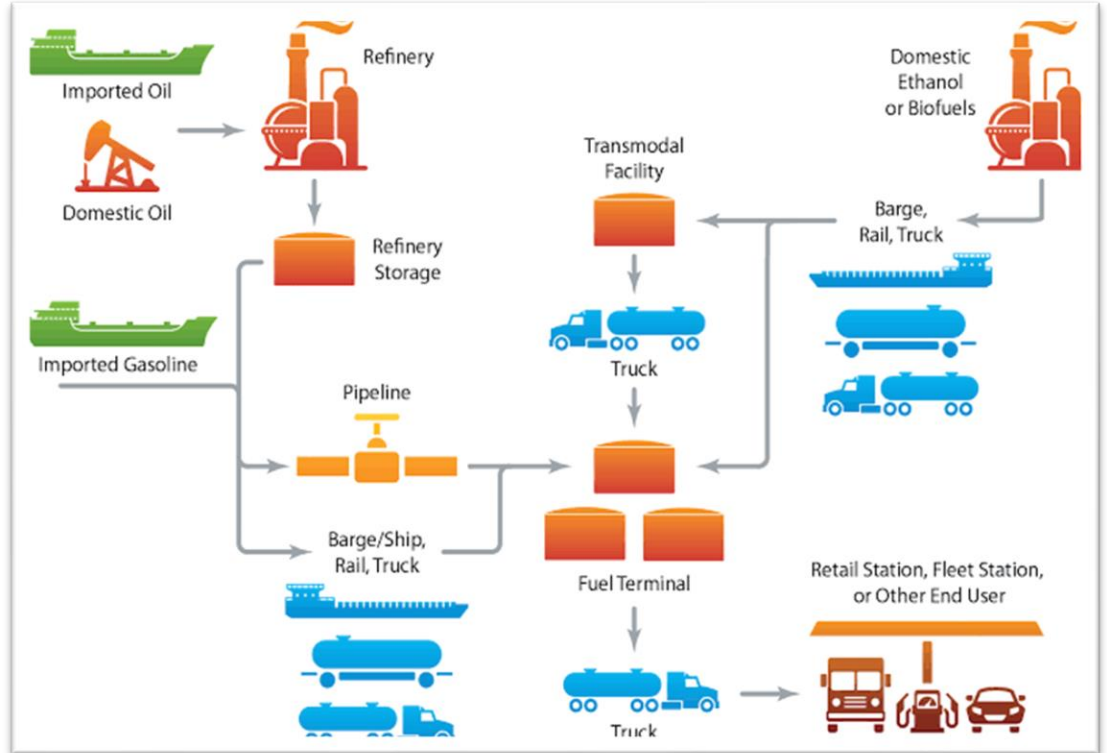 Imported Oil
Domestic Oil
Refinery
Refinery
Storage
Imported Gasoline
Pipeline
Barge/Ship,
Rail, Truck
Transmodal
Facility
Truck
Fuel Terminal
Truck
Domestic
Ethanol
or Biofuels
Barge,
Rail, Truck
Retail Station, Fleet Station,
or Other End User